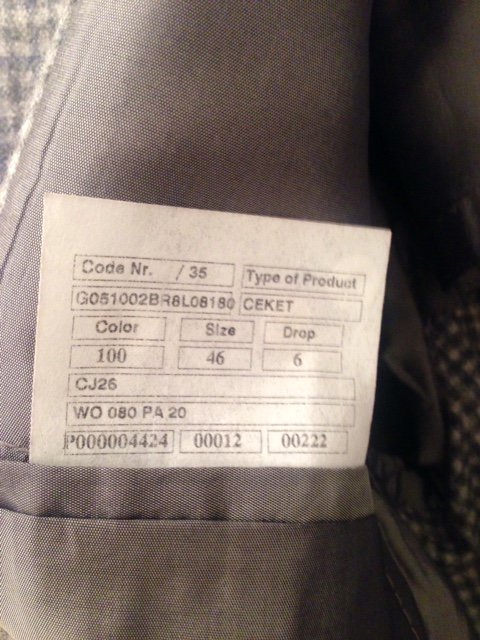 Code Nr. / 35 Type of Product
G051002BR8L08180 CEKET
Color Size Drop
100 46 6
CJ26
WO 080 PA 20
P000004424 00012 00222